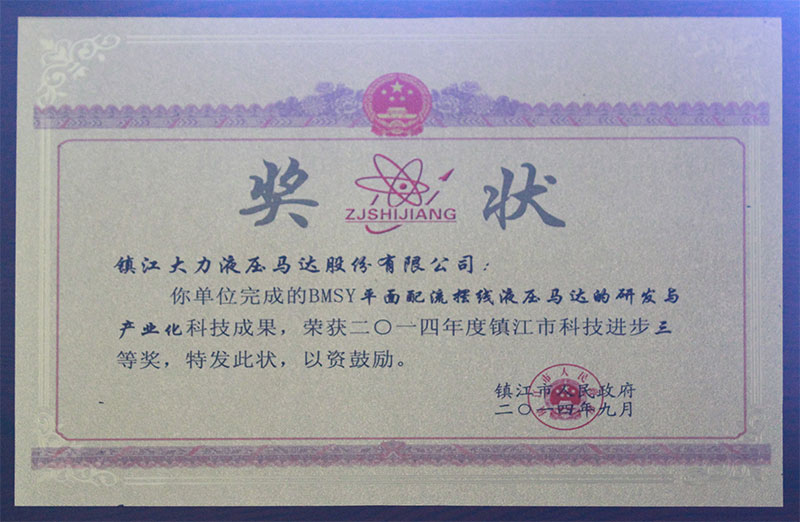 奖 ZJSHIJIANG 状
镇江大力液压马达股份有限公司：
你单位完成的BMSY平面配流摆线液压马达的研发与
产业化科技成果，荣获二〇一四年度镇江市科技进步三
等奖，特发此状，以资鼓励。
镇江市人民政府
二〇一四年九月